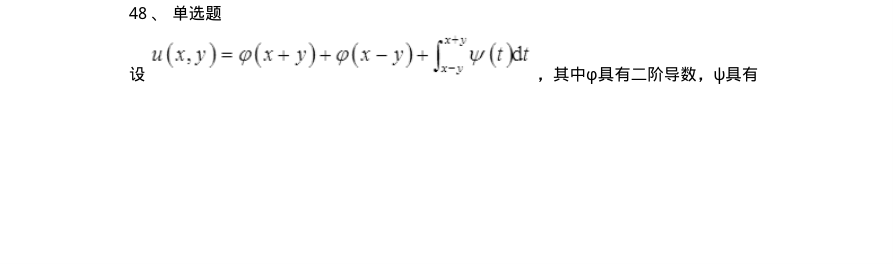 48 、 单选题
设 u(x,y)=φ(x+y)+φ(x−y)+∫_{x−y}^{x+y}ψ(t)dt ，其中φ具有二阶导数，ψ具有